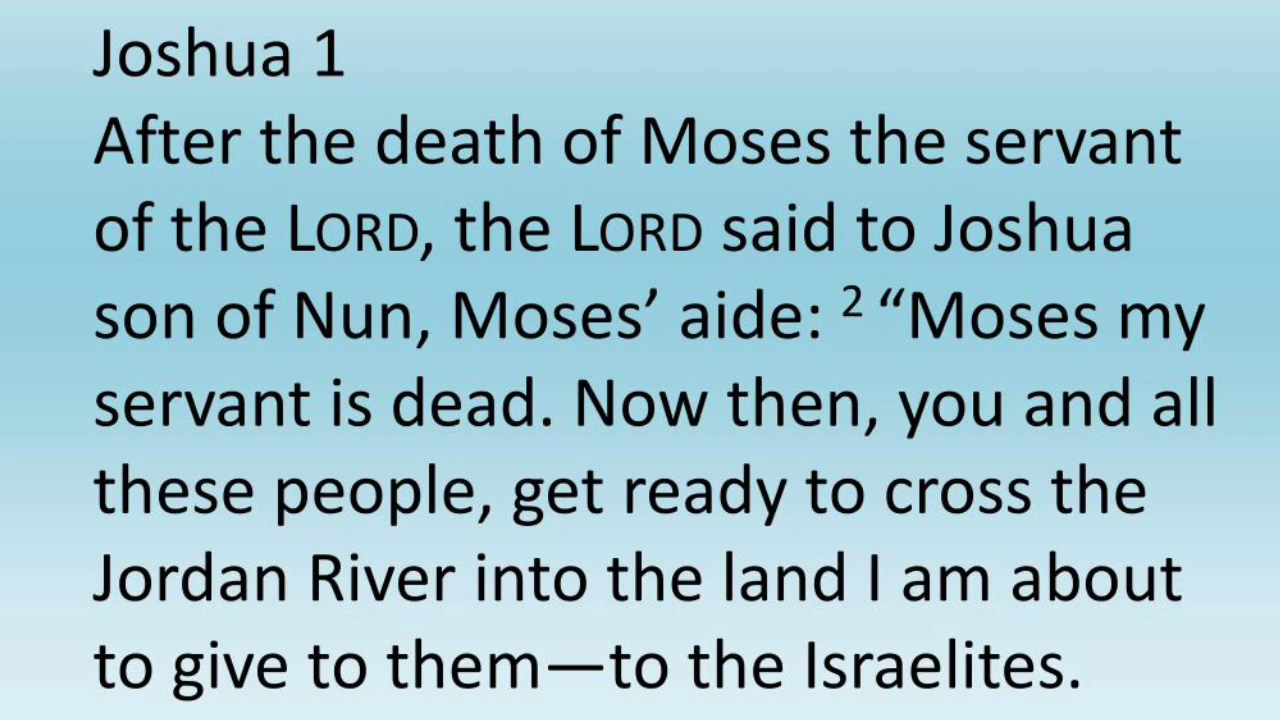 Joshua 1
After the death of Moses the servant
of the LORD, the LORD said to Joshua
son of Nun, Moses’ aide: ² “Moses my
servant is dead. Now then, you and all
these people, get ready to cross the
Jordan River into the land I am about
to give to them—to the Israelites.